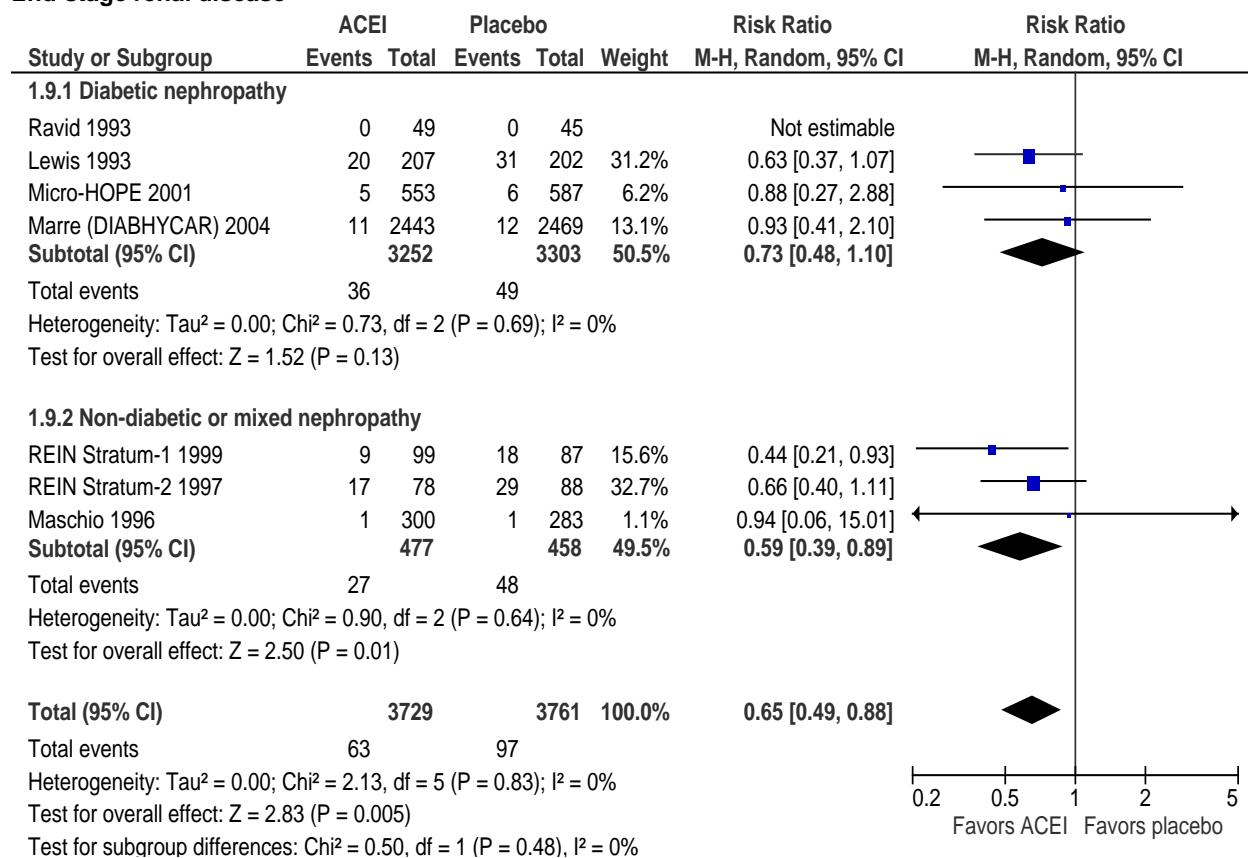 End-stage renal disease
ACEI Placebo Risk Ratio Risk Ratio
Study or Subgroup Events Total Events Total Weight M-H, Random, 95% CI M-H, Random, 95% CI
1.9.1 Diabetic nephropathy
Ravid 1993 0 49 0 45 Not estimable
Lewis 1993 20 207 31 202 31.2% 0.63 [0.37, 1.07]
Micro-HOPE 2001 5 553 6 587 6.2% 0.88 [0.27, 2.88]
Marre (DIABHYCAR) 2004 11 2443 12 2469 13.1% 0.93 [0.41, 2.10]
Subtotal (95% CI) 3252 3303 50.5% 0.73 [0.48, 1.10]
Total events 36 49
Heterogeneity: Tau² = 0.00; Chi² = 0.73, df = 2 (P = 0.69); I² = 0%
Test for overall effect: Z = 1.52 (P = 0.13)
1.9.2 Non-diabetic or mixed nephropathy
REIN Stratum-1 1999 9 99 18 87 15.6% 0.44 [0.21, 0.93]
REIN Stratum-2 1997 17 78 29 88 32.7% 0.66 [0.40, 1.11]
Maschio 1996 1 300 1 283 1.1% 0.94 [0.06, 15.01]
Subtotal (95% CI) 477 458 49.5% 0.59 [0.39, 0.89]
Total events 27 48
Heterogeneity: Tau² = 0.00; Chi² = 0.90, df = 2 (P = 0.64); I² = 0%
Test for overall effect: Z = 2.50 (P = 0.01)
Total (95% CI) 3729 3761 100.0% 0.65 [0.49, 0.88]
Total events 63 97
Heterogeneity: Tau² = 0.00; Chi² = 2.13, df = 5 (P = 0.83); I² = 0%
Test for overall effect: Z = 2.83 (P = 0.005)
Test for subgroup differences: Chi² = 0.50, df = 1 (P = 0.48), I² = 0%
0.2 0.5 1 2 5
Favors ACEI Favors placebo